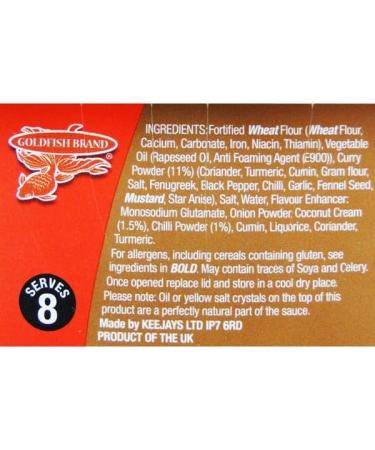 GOLDFISH BRAND
®
INGREDIENTS:Fortified Wheat Flour (Wheat Flour,
Calcium, Carbonate, Iron, Niacin, Thiamin), Vegetable
Oil (Rapeseed Oil, Anti Foaming Agent (E900)), Curry
Powder (11%) (Coriander, Turmeric, Cumin, Gram flour,
Salt, Fenugreek, Black Pepper, Chilli, Garlic, Fennel Seed,
Mustard, Star Anise), Salt, Water, Flavour Enhancer:
Monosodium Glutamate, Onion Powder, Coconut Cream
(1.5%), Chilli Powder (1%), Cumin, Liquorice, Coriander,
Turmeric.
For allergens, including cereals containing gluten, see
ingredients in BOLD. May contain traces of Soya and Celery.
Once opened replace lid and store in a cool dry place.
Please note: Oil or yellow salt crystals on the top of this
product are a perfectly natural part of the sauce.
Made by KEEJAYS LTD IP7 6RD
PRODUCT OF THE UK
SERVES
8